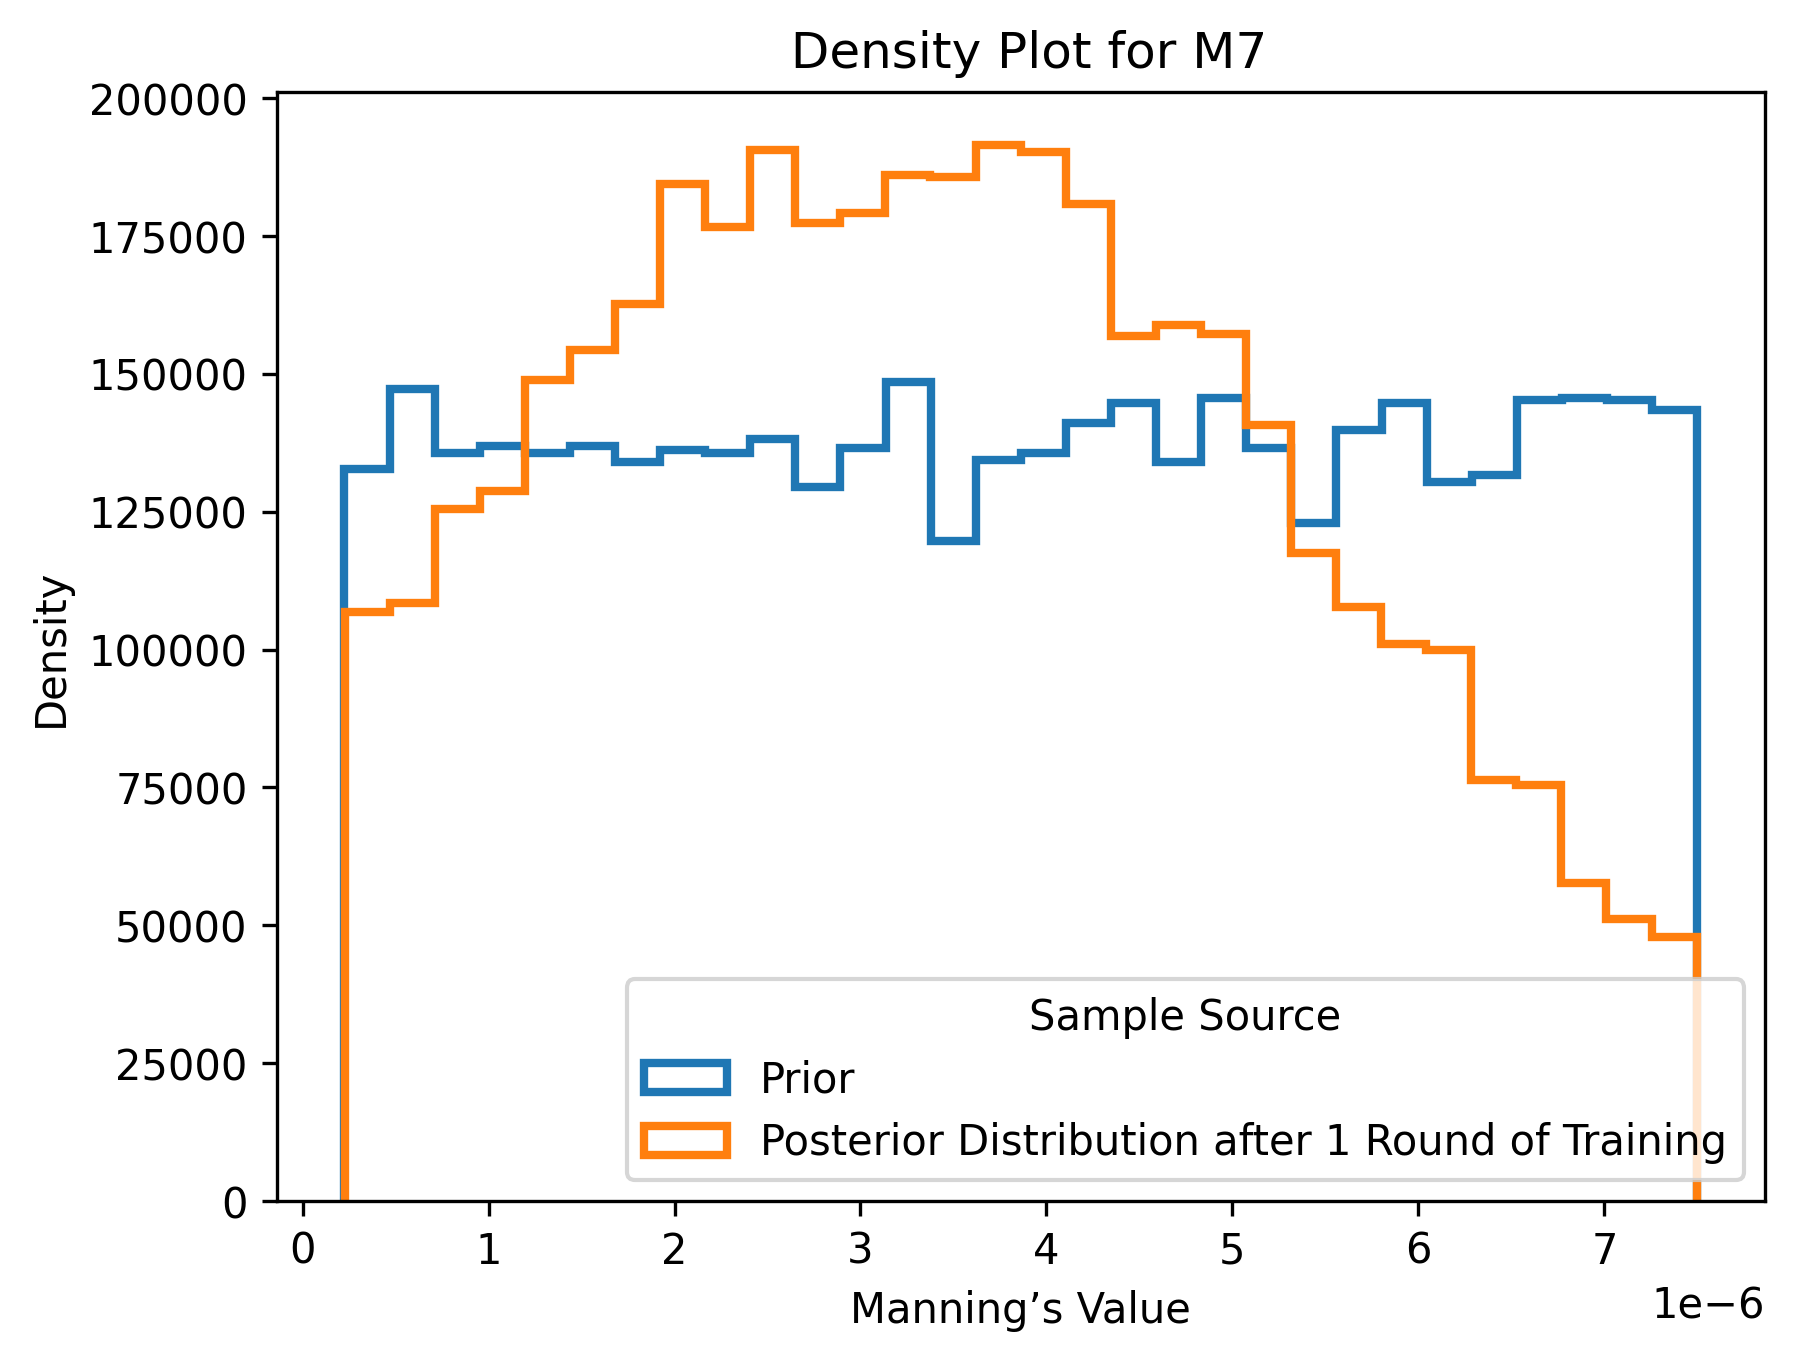 Density Plot for M7
200000
175000
150000
125000
100000
75000
50000
25000
0
Density
0 1 2 3 4 5 6 7
1e−6
Manning’s Value
Sample Source
Prior
Posterior Distribution after 1 Round of Training